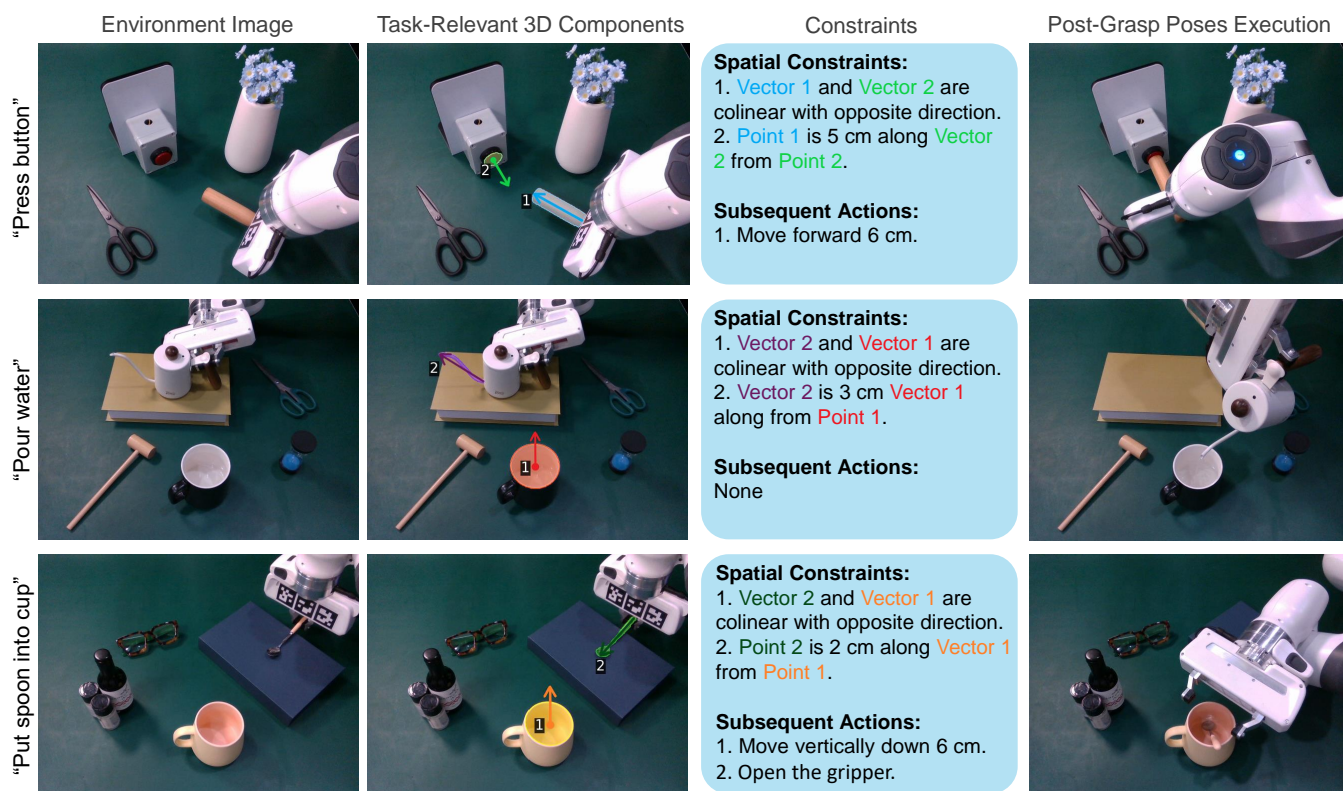 Environment Image
Task-Relevant 3D Components
Constraints
Post-Grasp Poses Execution
“Press button”
2
1
Spatial Constraints:
1. Vector 1 and Vector 2 are
colinear with opposite direction.
2. Point 1 is 5 cm along Vector
2 from Point 2.
Subsequent Actions:
1. Move forward 6 cm.
“Pour water”
2
1
Spatial Constraints:
1. Vector 2 and Vector 1 are
colinear with opposite direction.
2. Vector 2 is 3 cm Vector 1
along from Point 1.
Subsequent Actions:
None
“Put spoon into cup”
2
1
Spatial Constraints:
1. Vector 2 and Vector 1 are
colinear with opposite direction.
2. Point 2 is 2 cm along Vector 1
from Point 1.
Subsequent Actions:
1. Move vertically down 6 cm.
2. Open the gripper.